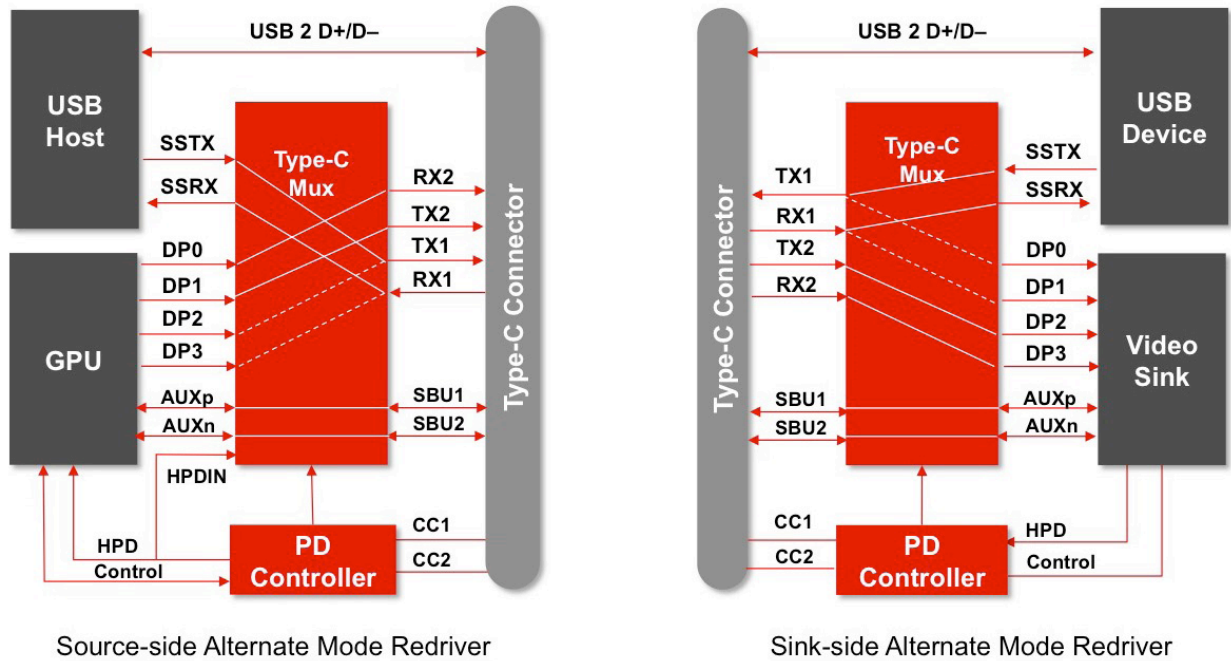 USB 2 D+/D–
USB
Host
SSTX
SSRX
Type-C
Mux
RX2
TX2
TX1
RX1
DP0
DP1
DP2
DP3
GPU
AUXp
AUXn
SBU1
SBU2
HPDIN
HPD
Control
PD
Controller
CC1
CC2
Type-C Connector
Source-side Alternate Mode Redriver
USB 2 D+/D–
USB
Device
Type-C
Mux
SSTX
SSRX
TX1
RX1
TX2
RX2
DP0
DP1
DP2
DP3
Video
Sink
SBU1
SBU2
AUXp
AUXn
CC1
CC2
PD
Controller
HPD
Control
Type-C Connector
Sink-side Alternate Mode Redriver